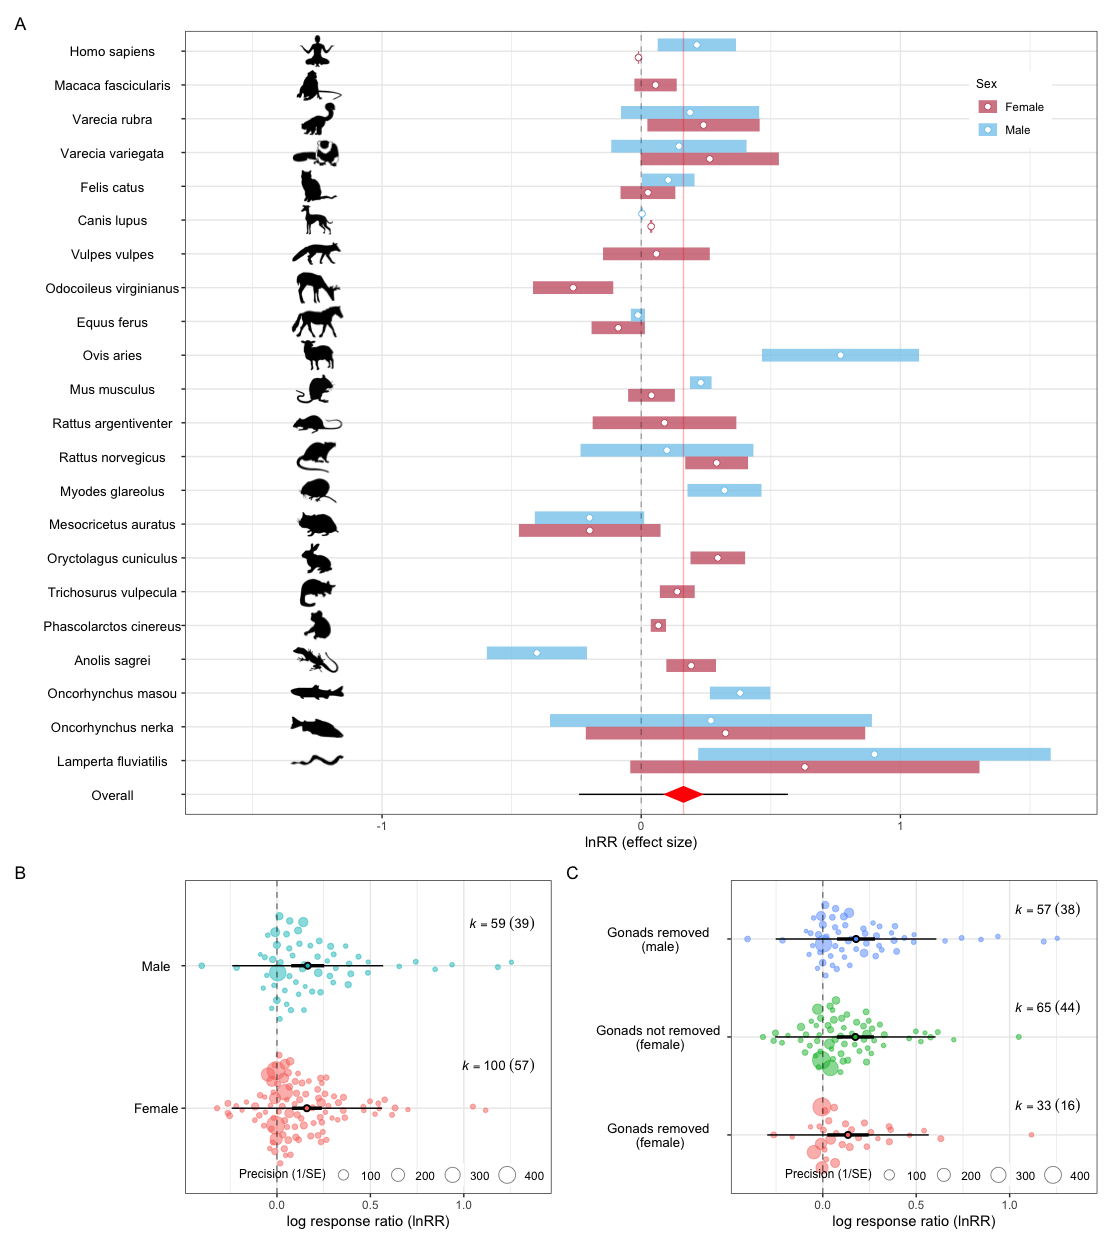 A
Homo sapiens
Macaca fascicularis
Varecia rubra
Varecia variegata
Felis catus
Canis lupus
Vulpes vulpes
Odocoileus virginianus
Equus ferus
Ovis aries
Mus musculus
Rattus argentiventer
Rattus norvegicus
Myodes glareolus
Mesocricetus auratus
Oryctolagus cuniculus
Trichosurus vulpecula
Phascolarctos cinereus
Anolis sagrei
Oncorhynchus masou
Oncorhynchus nerka
Lamperta fluviatilis
Overall
Sex
Female
Male
-1 0 1
lnRR (effect size)
B
Male
Female
k = 59 (39)
k = 100 (57)
Precision (1/SE) 100 200 300 400
0.0 0.5 1.0
log response ratio (lnRR)
C
Gonads removed
(male)
Gonads not removed
(female)
Gonads removed
(female)
k = 57 (38)
k = 65 (44)
k = 33 (16)
Precision (1/SE) 100 200 300 400
0.0 0.5 1.0
log response ratio (lnRR)